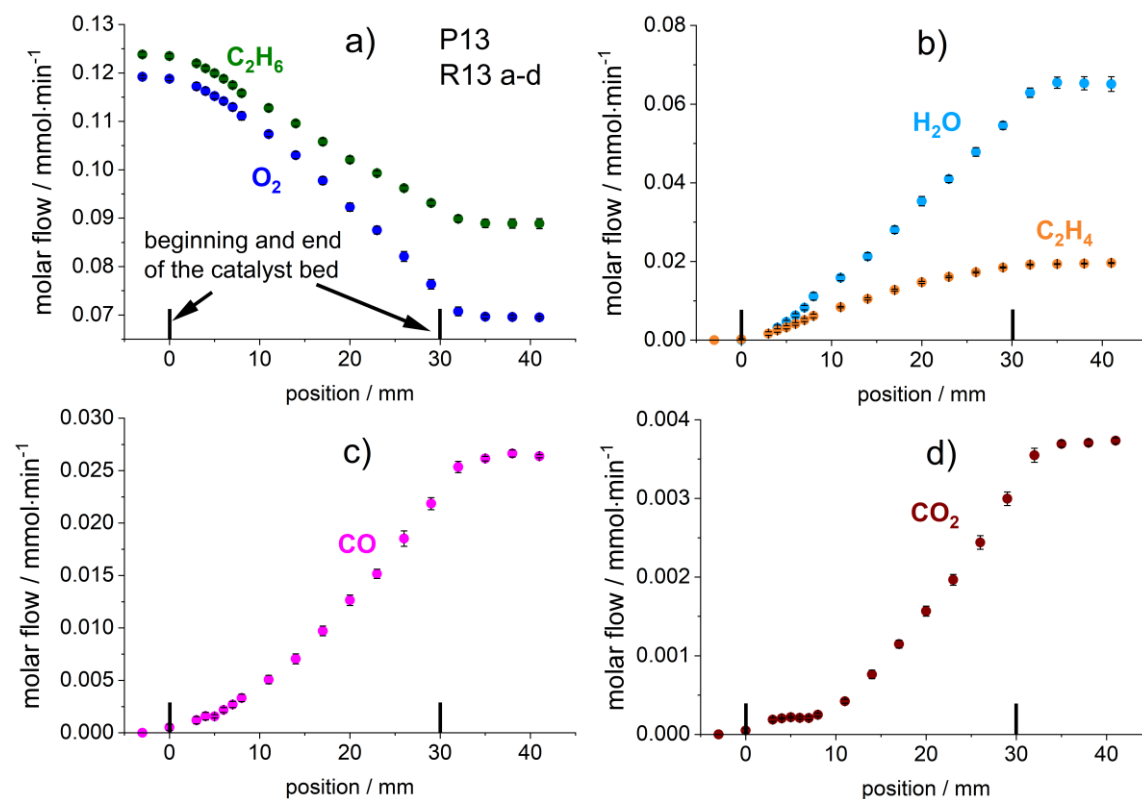 a)
P13
R13 a-d
C₂H₆
O₂
beginning and end
of the catalyst bed
molar flow / mmol·min⁻¹
0.13
0.12
0.11
0.10
0.09
0.08
0.07
0 10 20 30 40
position / mm
b)
H₂O
C₂H₄
molar flow / mmol·min⁻¹
0.06
0.04
0.02
0.00
0 10 20 30 40
position / mm
c)
CO
molar flow / mmol·min⁻¹
0.030
0.025
0.020
0.015
0.010
0.005
0.000
0 10 20 30 40
position / mm
d)
CO₂
molar flow / mmol·min⁻¹
0.004
0.003
0.002
0.001
0.000
0 10 20 30 40
position / mm